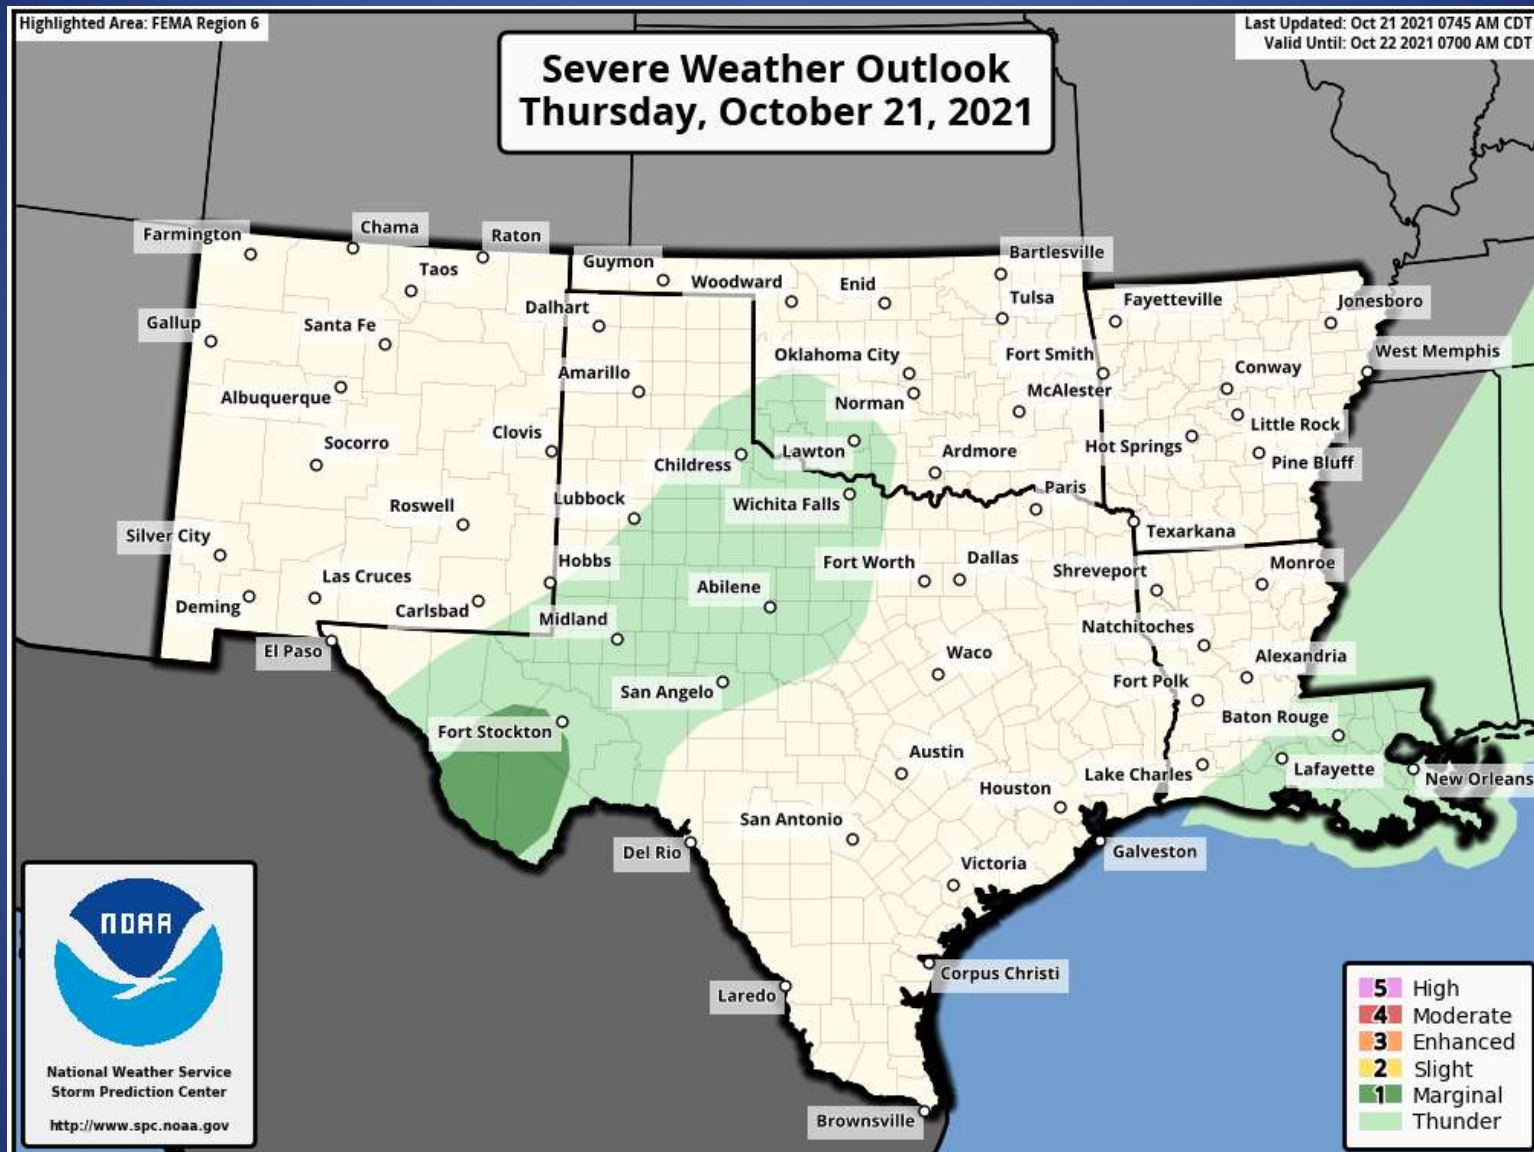 Highlighted Area: FEMA Region 6
Last Updated: Oct 21 2021 0745 AM CDT
Valid Until: Oct 22 2021 0700 AM CDT
Severe Weather Outlook
Thursday, October 21, 2021
Farmington
Chama
Raton
Taos
Guymon
Woodward
Enid
Bartlesville
Tulsa
Fayetteville
Jonesboro
Gallup
Santa Fe
Dalhart
Oklahoma City
Fort Smith
West Memphis
Albuquerque
Amarillo
Norman
McAlester
Conway
Little Rock
Socorro
Clovis
Childress
Lawton
Ardmore
Hot Springs
Pine Bluff
Roswell
Lubbock
Wichita Falls
Paris
Texarkana
Silver City
Hobbs
Fort Worth
Dallas
Shreveport
Monroe
Deming
Las Cruces
Carlsbad
Midland
Abilene
Natchitoches
El Paso
San Angelo
Waco
Fort Polk
Alexandria
Fort Stockton
Baton Rouge
Austin
Houston
Lake Charles
Lafayette
New Orleans
San Antonio
Del Rio
Victoria
Galveston
Laredo
Corpus Christi
Brownsville
NOAA
National Weather Service
Storm Prediction Center
http://www.spc.noaa.gov
5 High
4 Moderate
3 Enhanced
2 Slight
1 Marginal
Thunder